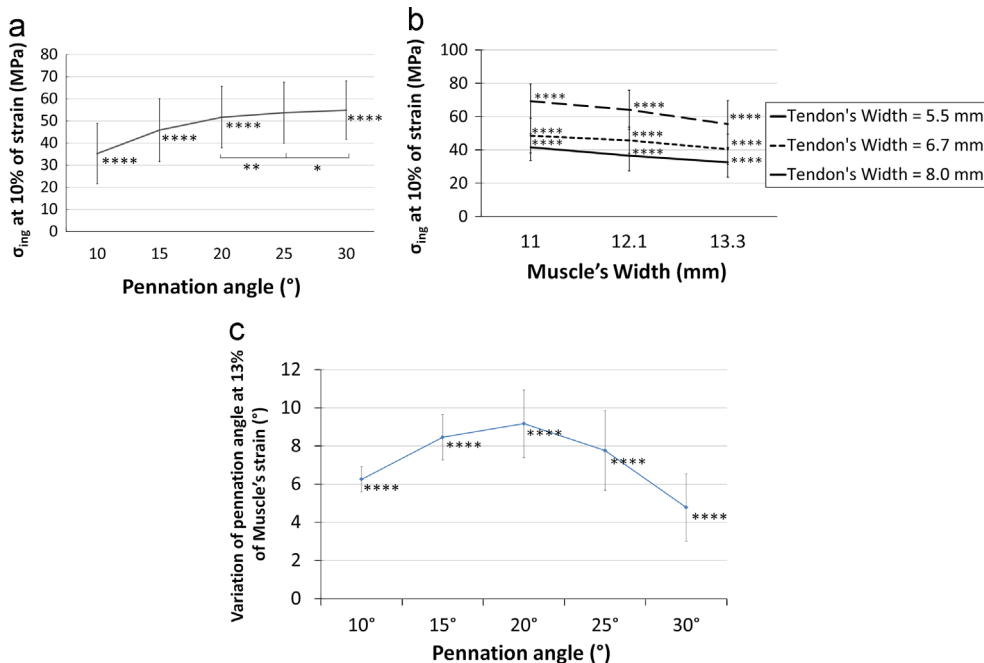 a
σing at 10% of strain (MPa)
80
70
60
50
40
30
20
10
0
****
****
****
****
**
*
10 15 20 25 30
Pennation angle (°)
b
σing at 10% of strain (MPa)
100
80
60
40
20
0
****
****
****
****
****
****
****
****
****
11 12.1 13.3
Muscle's Width (mm)
Tendon's Width = 5.5 mm
Tendon's Width = 6.7 mm
Tendon's Width = 8.0 mm
c
Variation of pennation angle at 13%
of Muscle's strain (°)
12
10
8
6
4
2
0
****
****
****
****
****
10° 15° 20° 25° 30°
Pennation angle (°)